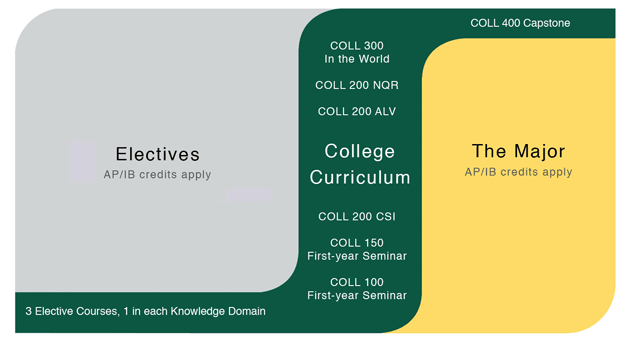 COLL 400 Capstone
COLL 300
In the World
COLL 200 NQR
COLL 200 ALV
Electives
AP/IB credits apply
College
Curriculum
The Major
AP/IB credits apply
COLL 200 CSI
COLL 150
First-year Seminar
COLL 100
First-year Seminar
3 Elective Courses, 1 in each Knowledge Domain